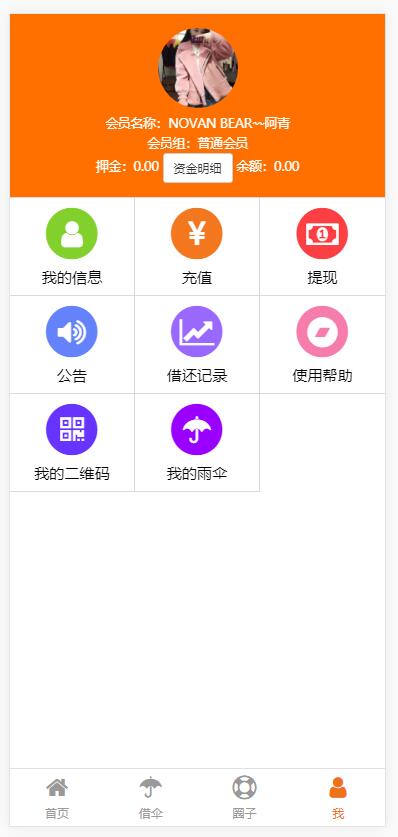 会员名称：NOVAN BEAR~~阿青
会员组：普通会员
押金：0.00 资金明细 余额：0.00
我的信息 充值 提现
公告 借还记录 使用帮助
我的二维码 我的雨伞
首页 借伞 圈子 我